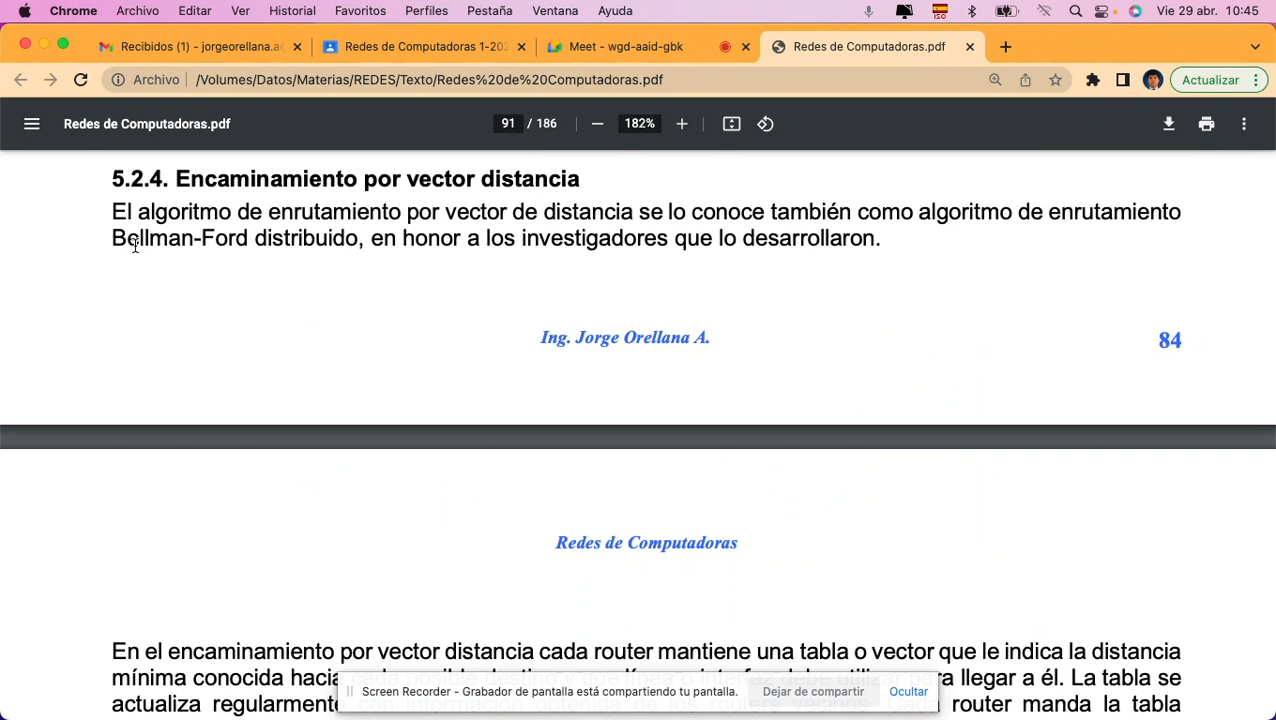 Chrome Archivo Editar Ver Historial Favoritos Perfiles Pestaña Ventana Ayuda Vie 29 abr. 10:45
Recibidos (1) - jorgeorellana.a Redes de Computadoras 1-202 Meet - wgd-aaid-gbk Redes de Computadoras.pdf
Archivo /Volumes/Datos/Materias/REDES/Texto/Redes%20de%20Computadoras.pdf Actualizar
Redes de Computadoras.pdf 91 / 186 182%
5.2.4. Encaminamiento por vector distancia
El algoritmo de enrutamiento por vector de distancia se lo conoce también como algoritmo de enrutamiento
Bellman-Ford distribuido, en honor a los investigadores que lo desarrollaron.
Ing. Jorge Orellana A. 84
Redes de Computadoras
En el encaminamiento por vector distancia cada router mantiene una tabla o vector que le indica la distancia
mínima conocida hacia para llegar a él. La tabla se
Screen Recorder - Grabador de pantalla está compartiendo tu pantalla. Dejar de compartir Ocultar
actualiza regularmente router manda la tabla